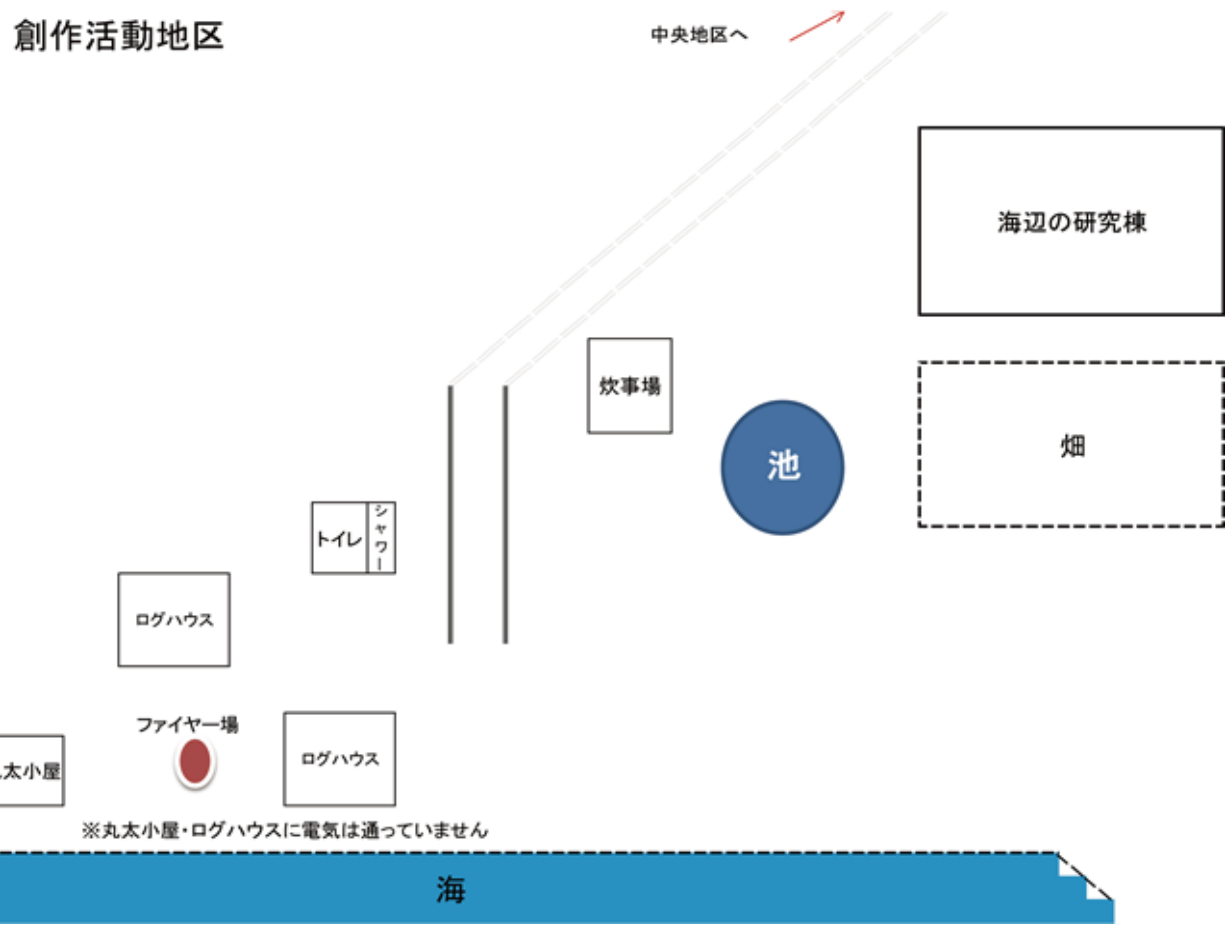 創作活動地区
中央地区へ
海辺の研究棟
炊事場
畑
池
シャワー
トイレ
ログハウス
ファイヤー場
ログハウス
太小屋
※丸太小屋・ログハウスに電気は通っていません
海